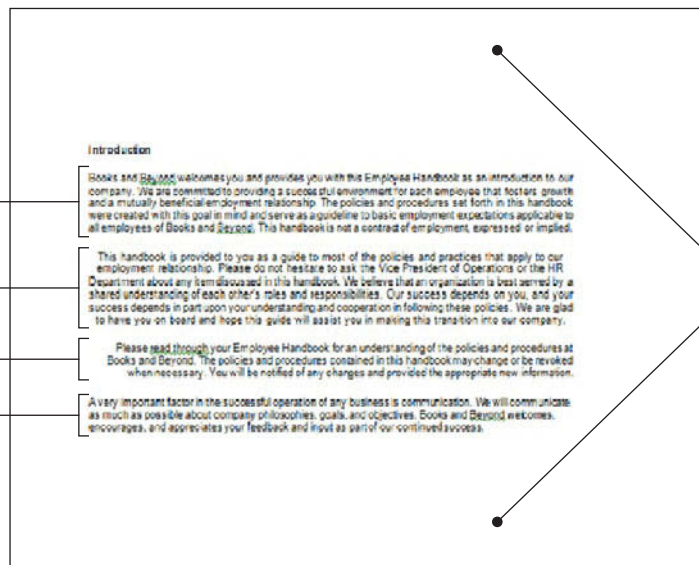 Introduction
Books and Beyond welcomes you and provides you with this Employee Handbook as an introduction to our
company. We are committed to providing a successful environment for each employee that fosters growth
and a mutually beneficial employment relationship. The policies and procedures set forth in this handbook
were created with this goal in mind and serve as a guideline to basic employment expectations applicable to
all employees of Books and Beyond. This handbook is not a contract of employment, expressed or implied.
This handbook is provided to you as a guide to most of the policies and practices that apply to our
employment relationship. Please do not hesitate to ask the Vice President of Operations or the HR
Department about any item discussed in this handbook. We believe that an organization is best served by a
shared understanding of each other's roles and responsibilities. Our success depends on you, and your
success depends in part upon your understanding and cooperation in following these policies. We are glad
to have you on board and hope this guide will assist you in making this transition into our company.
Please read through your Employee Handbook for an understanding of the policies and procedures at
Books and Beyond. The policies and procedures contained in this handbook may change or be revoked
when necessary. You will be notified of any changes and provided the appropriate new information.
A very important factor in the successful operation of any business is communication. We will communicate
as much as possible about company philosophies, goals, and objectives. Books and Beyond welcomes,
encourages, and appreciates your feedback and input as part of our continued success.